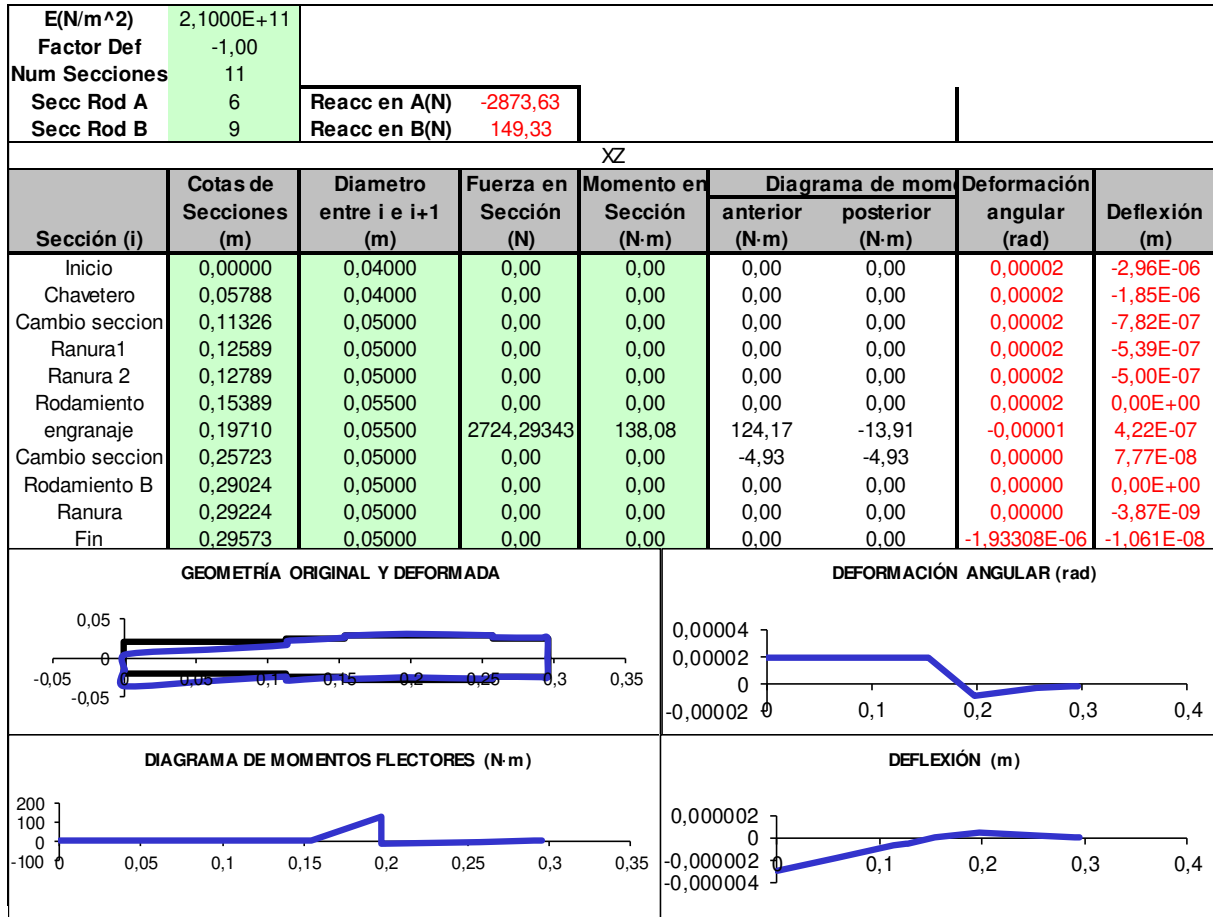 E(N/m^2) 2,1000E+11
Factor Def -1,00
Num Secciones 11
Secc Rod A 6 Reacc en A(N) -2873,63
Secc Rod B 9 Reacc en B(N) 149,33
XZ
Cotas de Diametro Fuerza en Momento en Diagrama de mom Deformación
Secciones entre i e i+1 Sección Sección anterior posterior angular Deflexión
Sección (i) (m) (m) (N) (N·m) (N·m) (N·m) (rad) (m)
Inicio 0,00000 0,04000 0,00 0,00 0,00 0,00 0,00002 -2,96E-06
Chavetero 0,05788 0,04000 0,00 0,00 0,00 0,00 0,00002 -1,85E-06
Cambio seccion 0,11326 0,05000 0,00 0,00 0,00 0,00 0,00002 -7,82E-07
Ranura1 0,12589 0,05000 0,00 0,00 0,00 0,00 0,00002 -5,39E-07
Ranura 2 0,12789 0,05000 0,00 0,00 0,00 0,00 0,00002 -5,00E-07
Rodamiento 0,15389 0,05500 0,00 0,00 0,00 0,00 0,00002 0,00E+00
engranaje 0,19710 0,05500 2724,29343 138,08 124,17 -13,91 -0,00001 4,22E-07
Cambio seccion 0,25723 0,05000 0,00 0,00 -4,93 -4,93 0,00000 7,77E-08
Rodamiento B 0,29024 0,05000 0,00 0,00 0,00 0,00 0,00000 0,00E+00
Ranura 0,29224 0,05000 0,00 0,00 0,00 0,00 0,00000 -3,87E-09
Fin 0,29573 0,05000 0,00 0,00 0,00 0,00 -1,93308E-06 -1,061E-08
GEOMETRÍA ORIGINAL Y DEFORMADA
0,05
0
-0,05
-0,05 0,05 0,1 0,15 0,2 0,25 0,3 0,35
DEFORMACIÓN ANGULAR (rad)
0,00004
0,00002
0
-0,00002
0 0,1 0,2 0,3 0,4
DIAGRAMA DE MOMENTOS FLECTORES (N·m)
200
100
0
-100
0 0,05 0,1 0,15 0,2 0,25 0,3 0,35
DEFLEXIÓN (m)
0,000002
0
-0,000002
-0,000004
0 0,1 0,2 0,3 0,4